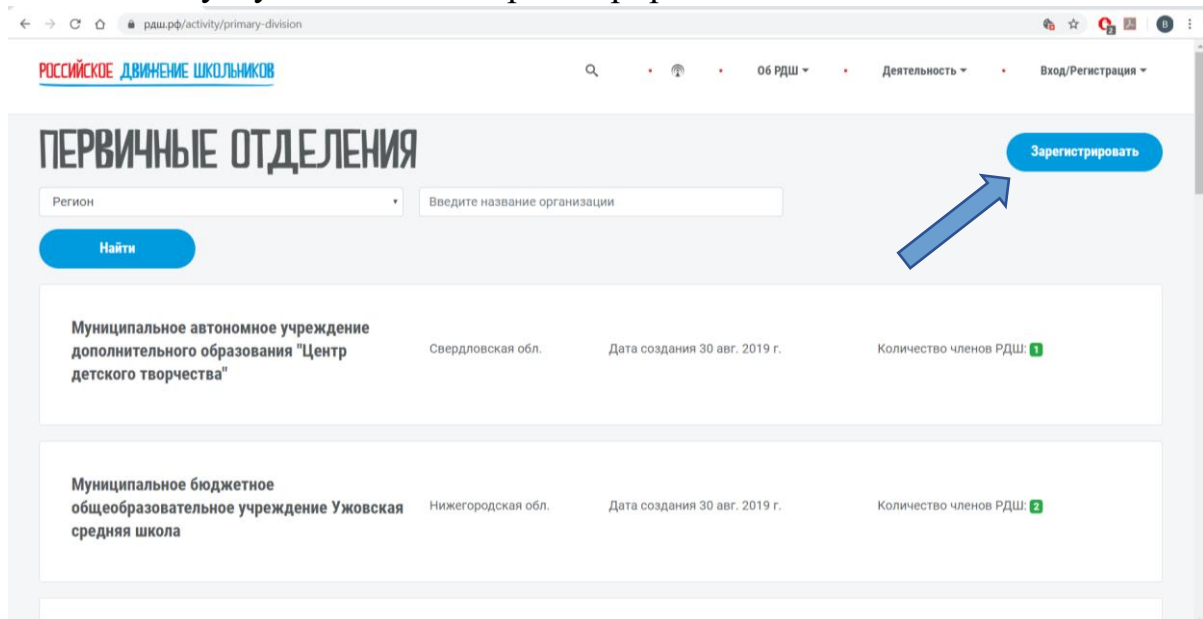 рдш.рф/activity/primary-division
2
В
РОССИЙСКОЕ ДВИЖЕНИЕ ШКОЛЬНИКОВ
Об РДШ
Деятельность
Вход/Регистрация
ПЕРВИЧНЫЕ ОТДЕЛЕНИЯ
Зарегистрировать
Регион
Введите название организации
Найти
Муниципальное автономное учреждение
дополнительного образования "Центр
детского творчества"
Свердловская обл.
Дата создания 30 авг. 2019 г.
Количество членов РДШ: 1
Муниципальное бюджетное
общеобразовательное учреждение Ужовская
средняя школа
Нижегородская обл.
Дата создания 30 авг. 2019 г.
Количество членов РДШ: 2